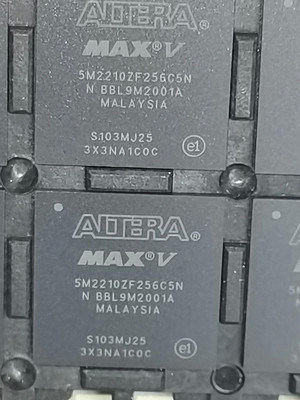 ALTERA
MAX® V
5M2210ZF256C5N
N BBL9M2001A
MALAYSIA
S103MJ25
3X3NA1C0C
e1
ALTERA
MAX® V
5M2210ZF256C5N
N BBL9M2001A
MALAYSIA
S103MJ25
3X3NA1C0C
e1